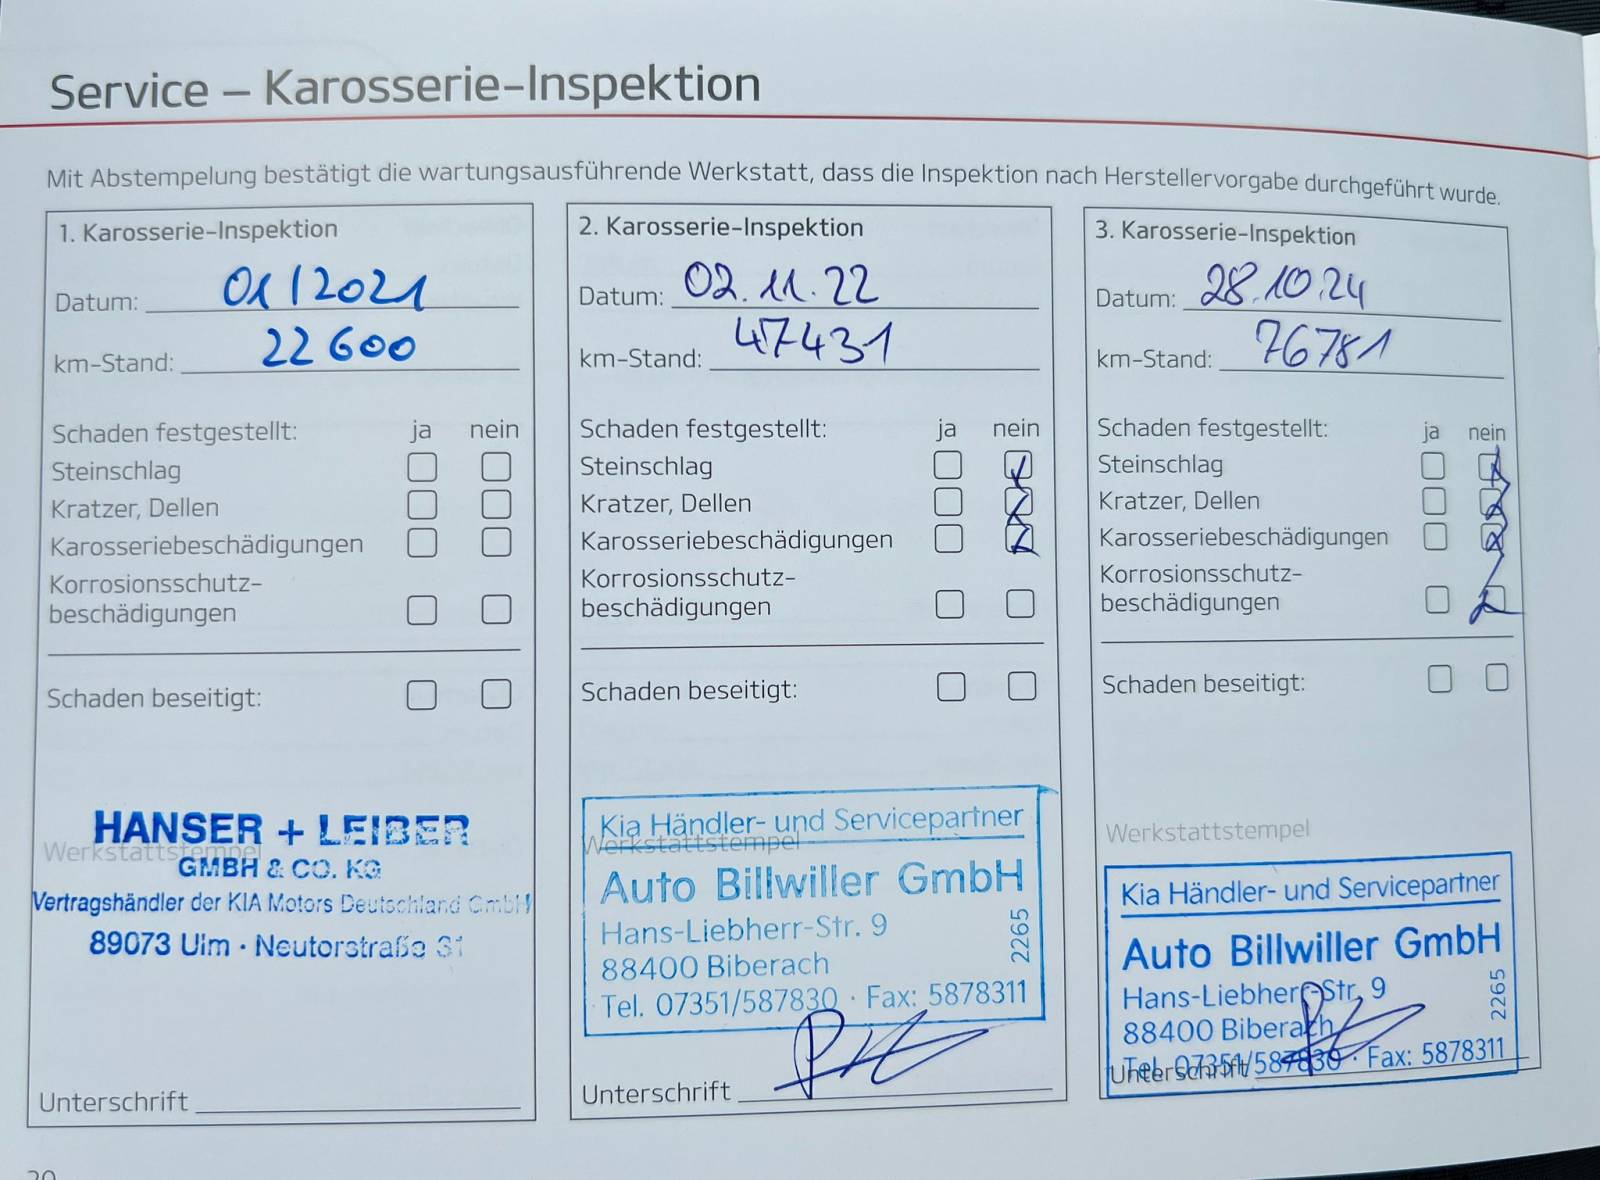 Service – Karosserie-Inspektion
Mit Abstempelung bestätigt die wartungsausführende Werkstatt, dass die Inspektion nach Herstellervorgabe durchgeführt wurde.
1. Karosserie-Inspektion
Datum: 01/2021
km-Stand: 22600
Schaden festgestellt: ja nein
Steinschlag
Kratzer, Dellen
Karosseriebeschädigungen
Korrosionsschutz-
beschädigungen
Schaden beseitigt:
Werkstattstempel
HANSER + LEIBER
GMBH & CO. KG
Vertragshändler der KIA Motors Deutschland GmbH
89073 Ulm · Neutorstraße
Unterschrift
2. Karosserie-Inspektion
Datum: 02.11.22
km-Stand: 47431
Schaden festgestellt: ja nein
Steinschlag
Kratzer, Dellen
Karosseriebeschädigungen
Korrosionsschutz-
beschädigungen
Schaden beseitigt:
Kia Händler- und Servicepartner
Werkstattstempel
Auto Billwiller GmbH
Hans-Liebherr-Str. 9
88400 Biberach
Tel. 07351/587830 · Fax: 5878311
2265
Unterschrift
3. Karosserie-Inspektion
Datum: 28.10.24
km-Stand: 76781
Schaden festgestellt: ja nein
Steinschlag
Kratzer, Dellen
Karosseriebeschädigungen
Korrosionsschutz-
beschädigungen
Schaden beseitigt:
Werkstattstempel
Kia Händler- und Servicepartner
Auto Billwiller GmbH
Hans-Liebherr-Str. 9
88400 Biberach
Tel. 07351/587830 · Fax: 5878311
2265
Unterschrift